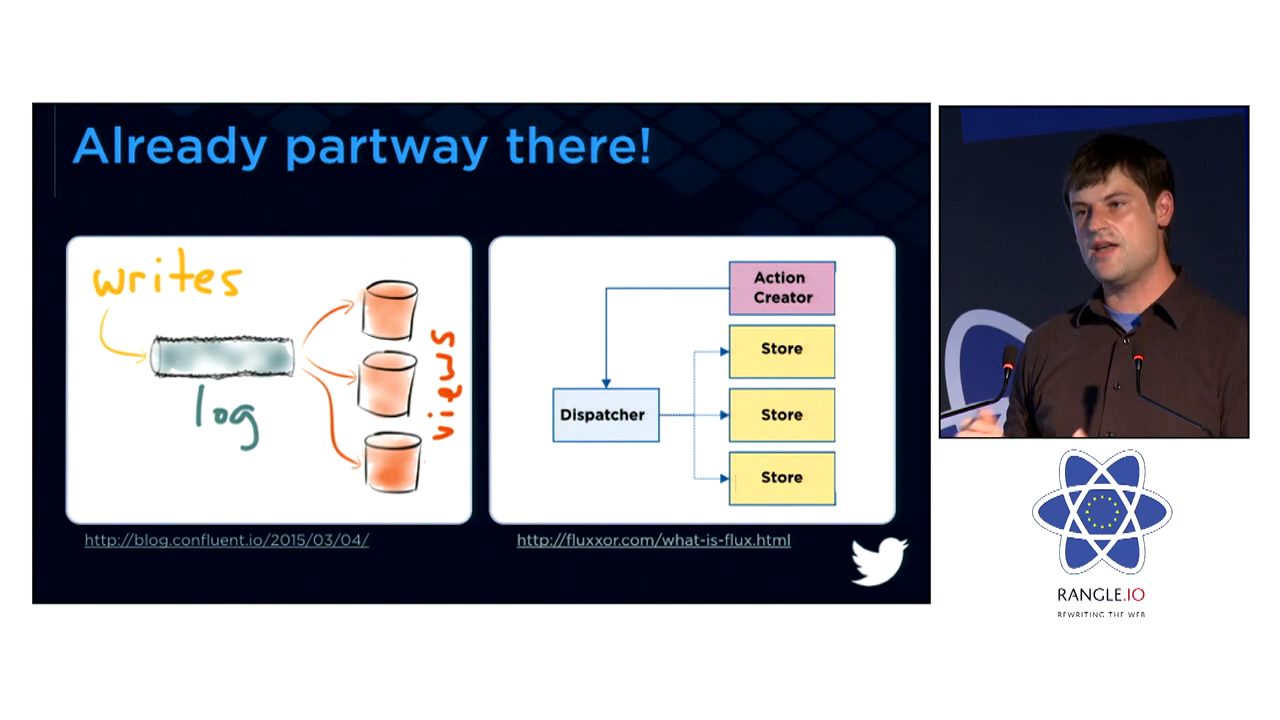 Already partway there!
writes
log
views
http://blog.confluent.io/2015/03/04/
Action
Creator
Store
Dispatcher
Store
Store
http://fluxxor.com/what-is-flux.html
RANGLE.IO
REWRITING THE WEB